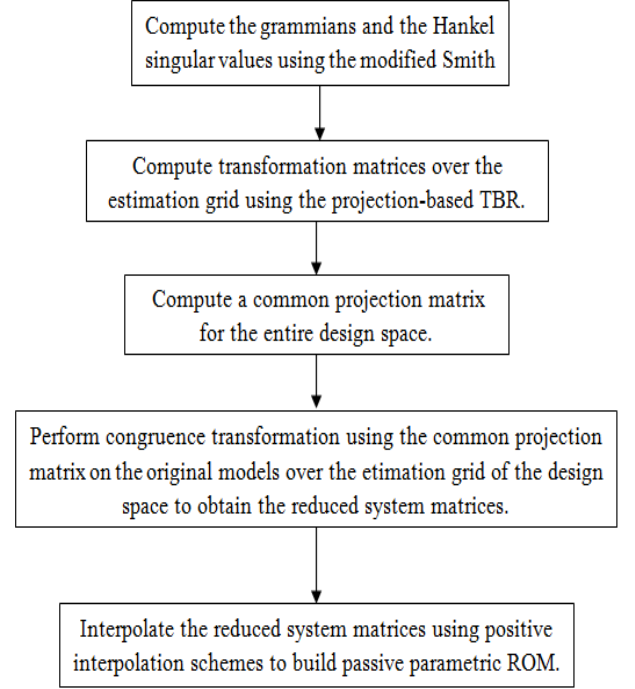 Compute the grammians and the Hankel
singular values using the modified Smith
Compute transformation matrices over the
estimation grid using the projection-based TBR.
Compute a common projection matrix
for the entire design space.
Perform congruence transformation using the common projection
matrix on the original models over the etimation grid of the design
space to obtain the reduced system matrices.
Interpolate the reduced system matrices using positive
interpolation schemes to build passive parametric ROM.